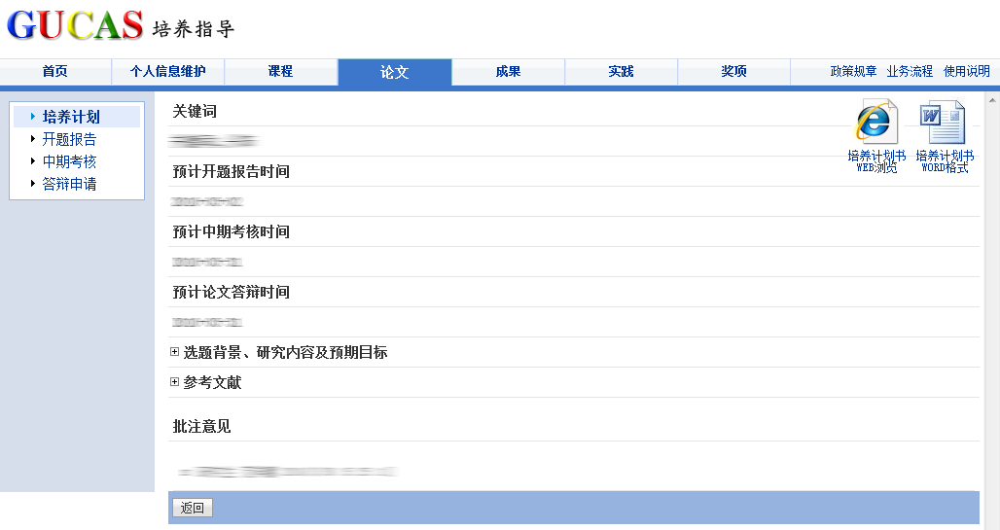 GUCAS 培养指导
首页 个人信息维护 课程 论文 成果 实践 奖项 政策规章 业务流程 使用说明
培养计划
开题报告
中期考核
答辩申请
关键词
培养计划书
WEB浏览
培养计划书
WORD格式
预计开题报告时间
预计中期考核时间
预计论文答辩时间
选题背景、研究内容及预期目标
参考文献
批注意见
返回